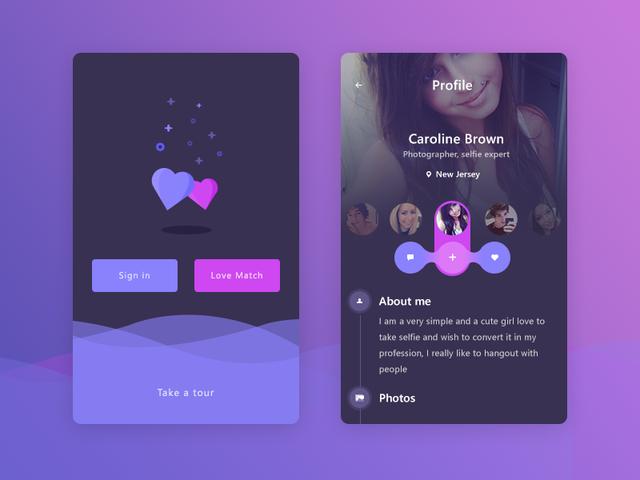 Sign in
Love Match
Take a tour
Profile
Caroline Brown
Photographer, selfie expert
New Jersey
About me
I am a very simple and a cute girl love to
take selfie and wish to convert it in my
profession, I really like to hangout with
people
Photos